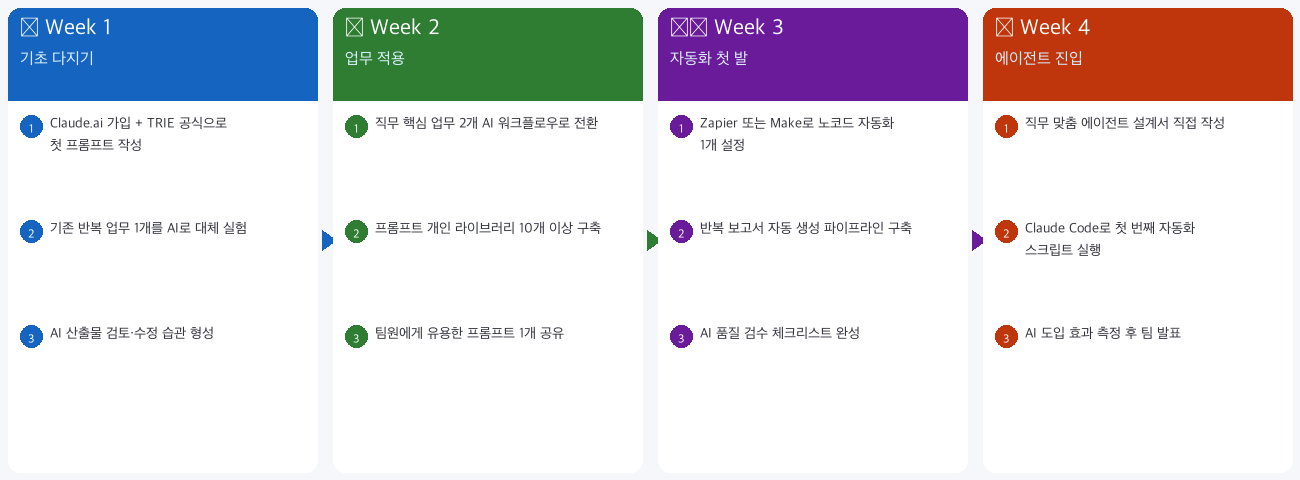 Week 1
기초 다지기
1 Claude.ai 가입 + TRIE 공식으로
첫 프롬프트 작성
2 기존 반복 업무 1개를 AI로 대체 실험
3 AI 산출물 검토·수정 습관 형성
Week 2
업무 적용
1 직무 핵심 업무 2개 AI 워크플로우로 전환
2 프롬프트 개인 라이브러리 10개 이상 구축
3 팀원에게 유용한 프롬프트 1개 공유
Week 3
자동화 첫 발
1 Zapier 또는 Make로 노코드 자동화
1개 설정
2 반복 보고서 자동 생성 파이프라인 구축
3 AI 품질 검수 체크리스트 완성
Week 4
에이전트 진입
1 직무 맞춤 에이전트 설계서 직접 작성
2 Claude Code로 첫 번째 자동화
스크립트 실행
3 AI 도입 효과 측정 후 팀 발표